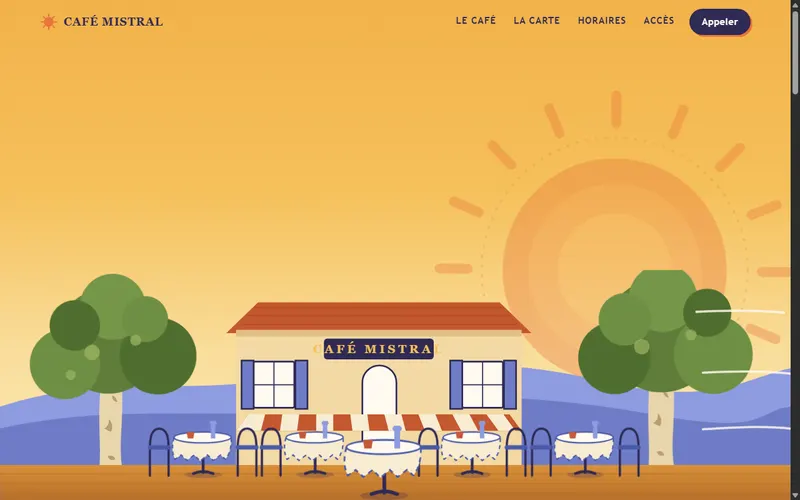 CAFÉ MISTRAL
LE CAFÉ
LA CARTE
HORAIRES
ACCÈS
Appeler
CAFÉ MISTRAL